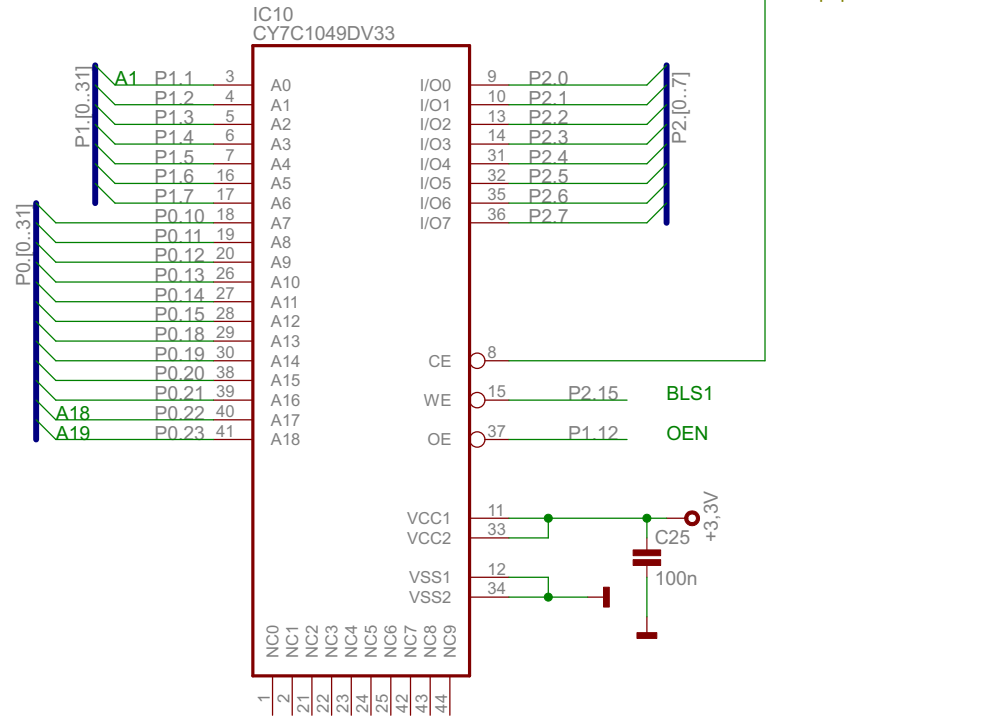 IC10
CY7C1049DV33
P1.[0..31]
A1 P1.1 3 A0 I/O0 9 P2.0
P1.2 4 A1 I/O1 10 P2.1
P1.3 5 A2 I/O2 13 P2.2
P1.4 6 A3 I/O3 14 P2.3
P1.5 7 A4 I/O4 31 P2.4
P1.6 16 A5 I/O5 32 P2.5
P1.7 17 A6 I/O6 35 P2.6
P0.10 18 A7 I/O7 36 P2.7
P2.[0..7]
P0.[0..31]
P0.11 19 A8
P0.12 20 A9
P0.13 26 A10
P0.14 27 A11
P0.15 28 A12
P0.18 29 A13
P0.19 30 A14 CE 8
P0.20 38 A15
P0.21 39 A16 WE 15 P2.15 BLS1
A18 P0.22 40 A17
A19 P0.23 41 A18 OE 37 P1.12 OEN
VCC1 11
+3,3V
VCC2 33
C25
VSS1 12
100n
VSS2 34
NC0 NC1 NC2 NC3 NC4 NC5 NC6 NC7 NC8 NC9
1 2 21 22 23 24 25 42 43 44